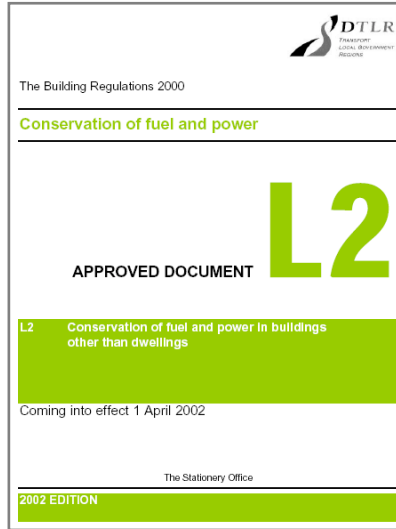 DTLR
TRANSPORT
LOCAL GOVERNMENT
REGIONS
The Building Regulations 2000
Conservation of fuel and power
L2
APPROVED DOCUMENT
L2 Conservation of fuel and power in buildings
other than dwellings
Coming into effect 1 April 2002
The Stationery Office
2002 EDITION